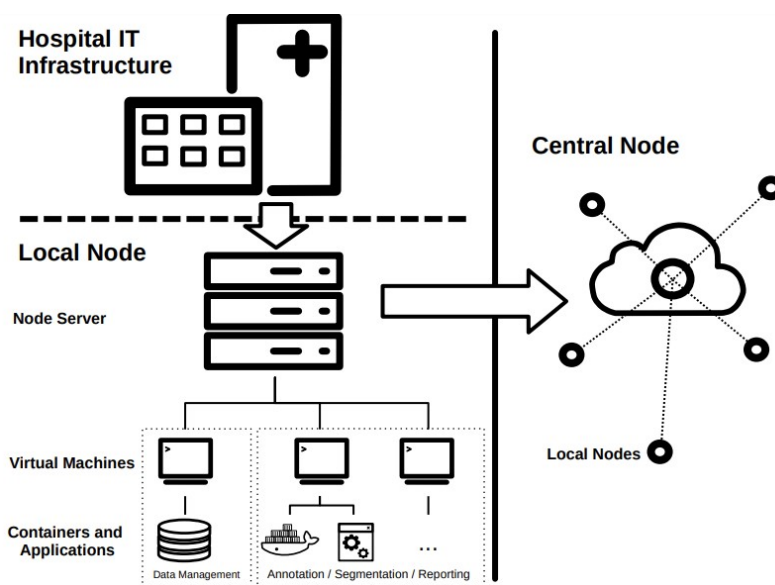 Hospital IT
Infrastructure
Central Node
Local Node
Node Server
Local Nodes
Virtual Machines
>
>
>
Containers and
Applications
...
Data Management
Annotation / Segmentation / Reporting